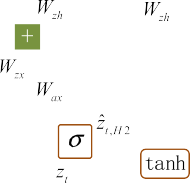 W_zh W_zh
+
W_zx
W_ax
σ ẑ_t,H2
z_t
tanh